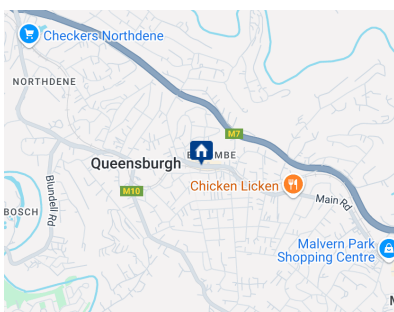 Checkers Northdene
NORTHDENE
M7
Queensburgh
Chicken Licken
M10
Blundell Rd
Main Rd
BOSCH
Malvern Park
Shopping Centre